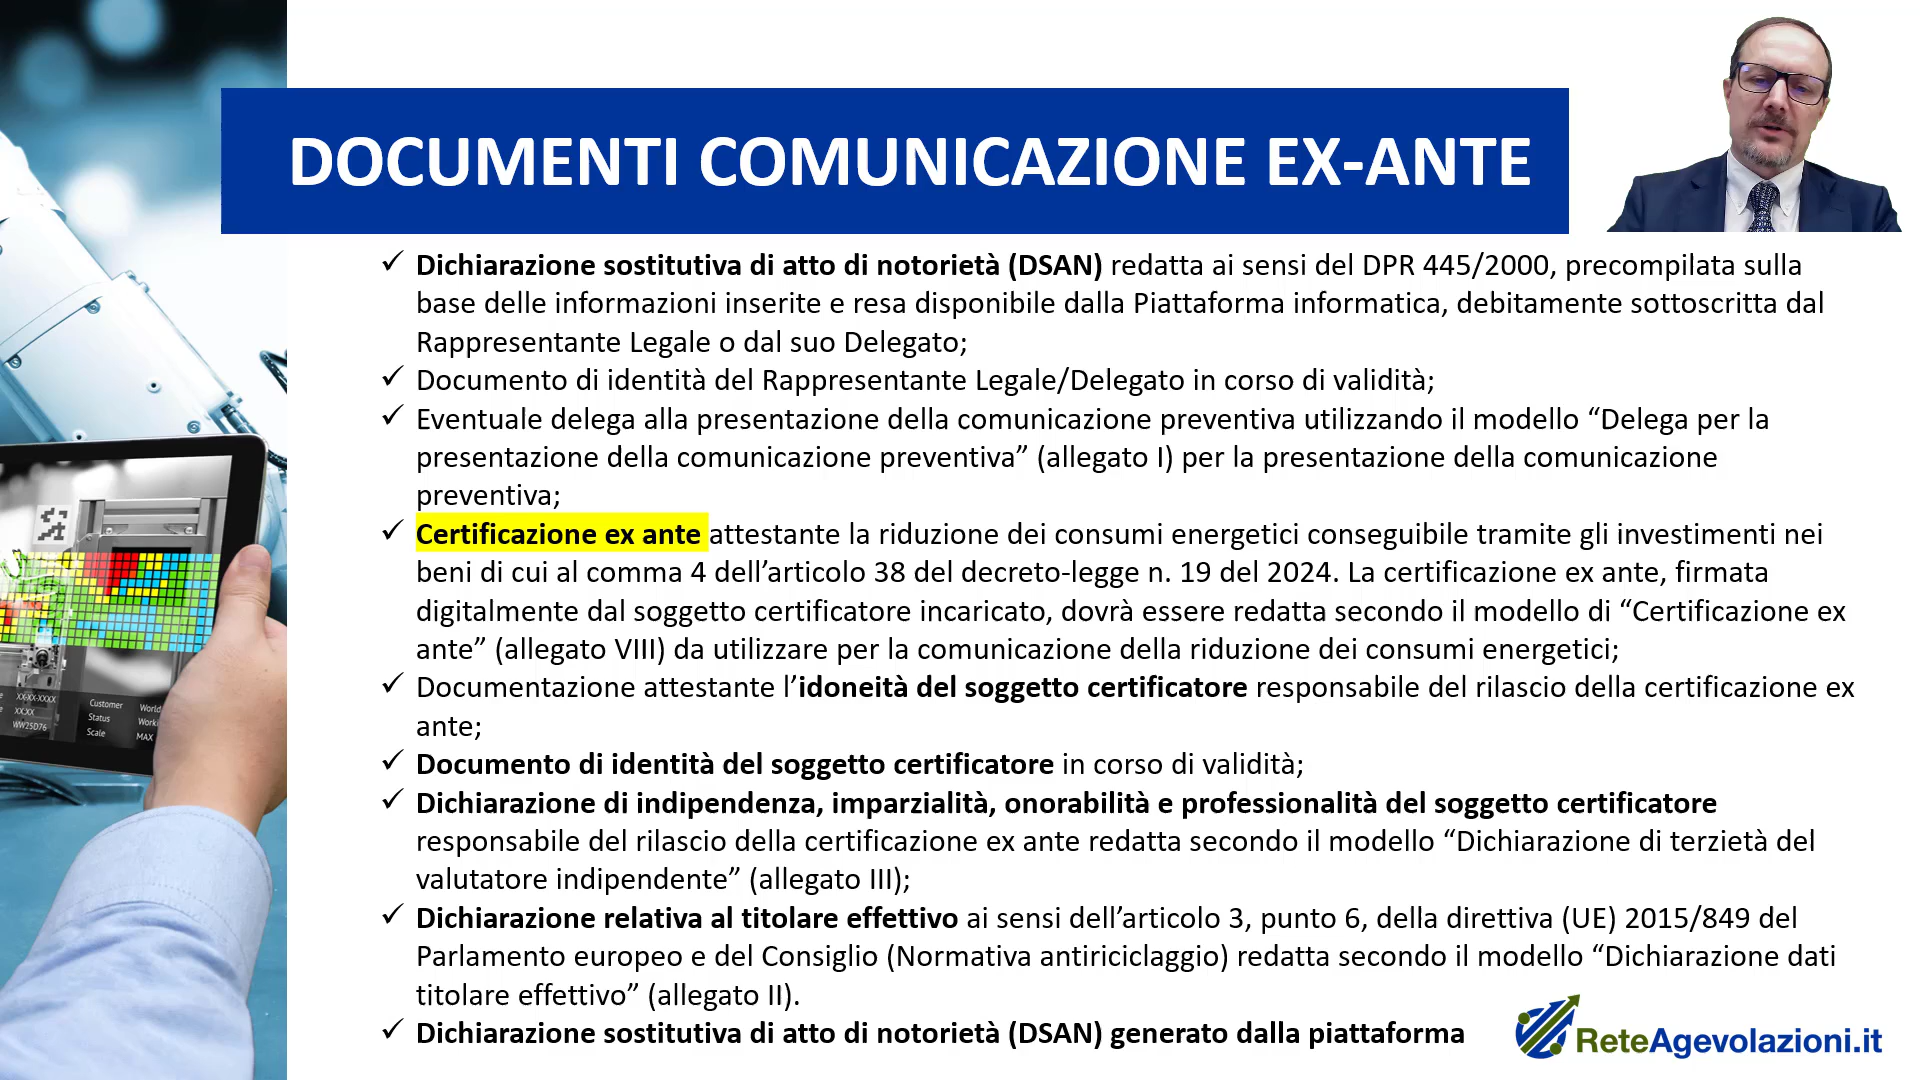 DOCUMENTI COMUNICAZIONE EX-ANTE
✓ Dichiarazione sostitutiva di atto di notorietà (DSAN) redatta ai sensi del DPR 445/2000, precompilata sulla
base delle informazioni inserite e resa disponibile dalla Piattaforma informatica, debitamente sottoscritta dal
Rappresentante Legale o dal suo Delegato;
✓ Documento di identità del Rappresentante Legale/Delegato in corso di validità;
✓ Eventuale delega alla presentazione della comunicazione preventiva utilizzando il modello “Delega per la
presentazione della comunicazione preventiva” (allegato I) per la presentazione della comunicazione
preventiva;
✓ Certificazione ex ante attestante la riduzione dei consumi energetici conseguibile tramite gli investimenti nei
beni di cui al comma 4 dell’articolo 38 del decreto-legge n. 19 del 2024. La certificazione ex ante, firmata
digitalmente dal soggetto certificatore incaricato, dovrà essere redatta secondo il modello di “Certificazione ex
ante” (allegato VIII) da utilizzare per la comunicazione della riduzione dei consumi energetici;
✓ Documentazione attestante l’idoneità del soggetto certificatore responsabile del rilascio della certificazione ex
ante;
✓ Documento di identità del soggetto certificatore in corso di validità;
✓ Dichiarazione di indipendenza, imparzialità, onorabilità e professionalità del soggetto certificatore
responsabile del rilascio della certificazione ex ante redatta secondo il modello “Dichiarazione di terzietà del
valutatore indipendente” (allegato III);
✓ Dichiarazione relativa al titolare effettivo ai sensi dell’articolo 3, punto 6, della direttiva (UE) 2015/849 del
Parlamento europeo e del Consiglio (Normativa antiriciclaggio) redatta secondo il modello “Dichiarazione dati
titolare effettivo” (allegato II).
✓ Dichiarazione sostitutiva di atto di notorietà (DSAN) generato dalla piattaforma
ReteAgevolazioni.it
XX-XX-XXXX
XX:XX
WW25D76
Customer
Status
Scale
MAX